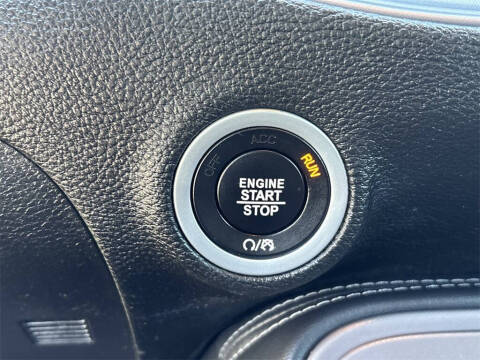 ACC
OFF
RUN
ENGINE
START
STOP